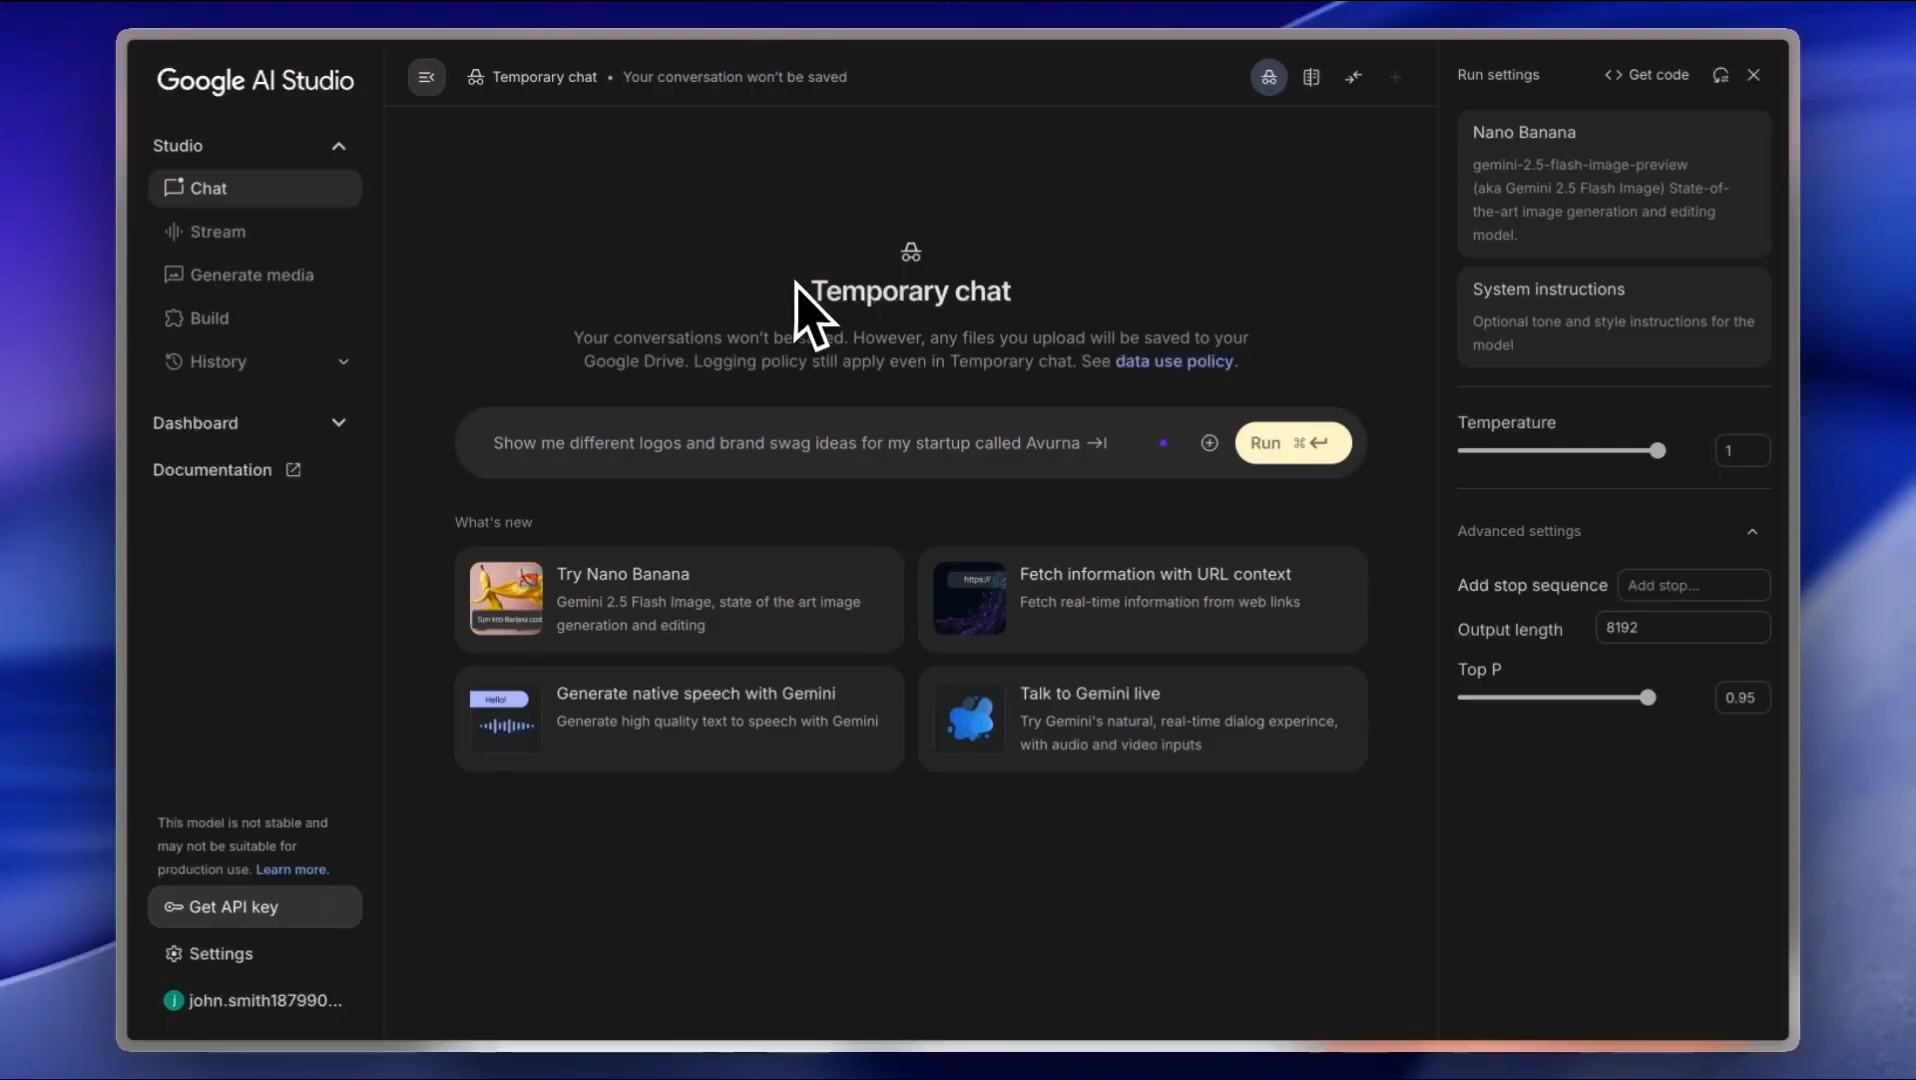 Google AI Studio
Studio
Chat
Stream
Generate media
Build
History
Dashboard
Documentation
This model is not stable and
may not be suitable for
production use. Learn more.
Get API key
Settings
j john.smith187990...
Temporary chat • Your conversation won't be saved
Temporary chat
Your conversations won't be saved. However, any files you upload will be saved to your
Google Drive. Logging policy still apply even in Temporary chat. See data use policy.
Show me different logos and brand swag ideas for my startup called Avurna
Run ⌘↵
What's new
Try Nano Banana
Gemini 2.5 Flash Image, state of the art image
generation and editing
Fetch information with URL context
Fetch real-time information from web links
https://
Hello!
Generate native speech with Gemini
Generate high quality text to speech with Gemini
Talk to Gemini live
Try Gemini's natural, real-time dialog experince,
with audio and video inputs
Run settings
<> Get code
Nano Banana
gemini-2.5-flash-image-preview
(aka Gemini 2.5 Flash Image) State-of-
the-art image generation and editing
model.
System instructions
Optional tone and style instructions for the
model
Temperature
1
Advanced settings
Add stop sequence Add stop...
Output length 8192
Top P
0.95